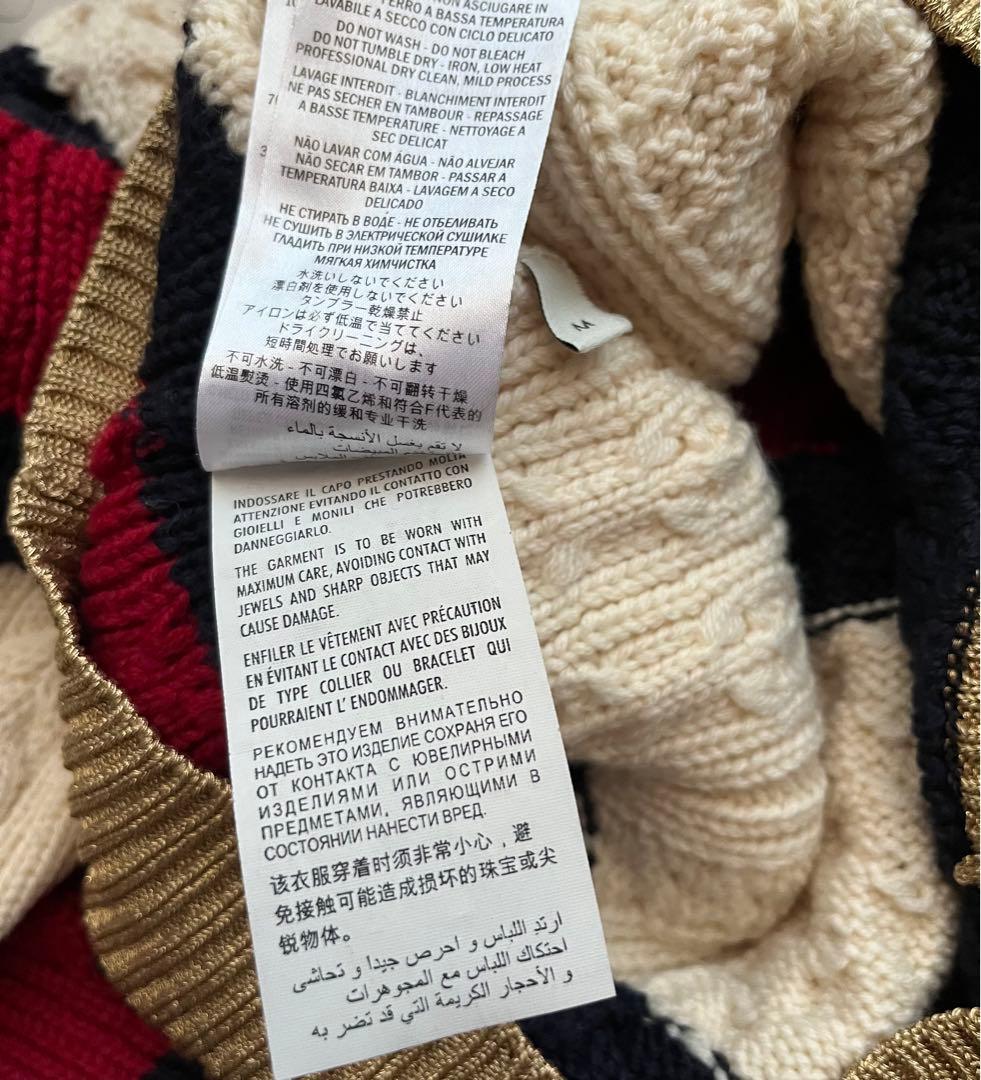 NON ASCIUGARE IN
FERRO A BASSA TEMPERATURA
LAVABILE A SECCO CON CICLO DELICATO
DO NOT WASH - DO NOT BLEACH
DO NOT TUMBLE DRY - IRON, LOW HEAT
PROFESSIONAL DRY CLEAN, MILD PROCESS
LAVAGE INTERDIT - BLANCHIMENT INTERDIT
NE PAS SECHER EN TAMBOUR - REPASSAGE
A BASSE TEMPERATURE - NETTOYAGE A
SEC DELICAT
NÃO LAVAR COM ÁGUA - NÃO ALVEJAR
NÃO SECAR EM TAMBOR - PASSAR A
TEMPERATURA BAIXA - LAVAGEM A SECO
DELICADO
НЕ СТИРАТЬ В ВОДЕ - НЕ ОТБЕЛИВАТЬ
НЕ СУШИТЬ В ЭЛЕКТРИЧЕСКОЙ СУШИЛКЕ
ГЛАДИТЬ ПРИ НИЗКОЙ ТЕМПЕРАТУРЕ
МЯГКАЯ ХИМЧИСТКА
水洗いしないでください
漂白剤を使用しないでください
タンブラー乾燥禁止
アイロンは必ず低温で当ててください
ドライクリーニングは、
短時間処理でお願いします
不可水洗 - 不可漂白 - 不可翻转干燥
低温熨烫 - 使用四氯乙烯和符合F代表的
所有溶剂的缓和专业干洗
لا تقم بغسل الأنسجة بالماء
M
INDOSSARE IL CAPO PRESTANDO MOLTA
ATTENZIONE EVITANDO IL CONTATTO CON
GIOIELLI E MONILI CHE POTREBBERO
DANNEGGIARLO.
THE GARMENT IS TO BE WORN WITH
MAXIMUM CARE, AVOIDING CONTACT WITH
JEWELS AND SHARP OBJECTS THAT MAY
CAUSE DAMAGE.
ENFILER LE VÊTEMENT AVEC PRÉCAUTION
EN ÉVITANT LE CONTACT AVEC DES BIJOUX
DE TYPE COLLIER OU BRACELET QUI
POURRAIENT L' ENDOMMAGER.
РЕКОМЕНДУЕМ ВНИМАТЕЛЬНО
НАДЕТЬ ЭТО ИЗДЕЛИЕ СОХРАНЯ ЕГО
ОТ КОНТАКТА С ЮВЕЛИРНЫМИ
ИЗДЕЛИЯМИ ИЛИ ОСТРИМИ
ПРЕДМЕТАМИ, ЯВЛЯЮЩИМИ В
СОСТОЯНИИ НАНЕСТИ ВРЕД.
该衣服穿着时须非常小心，避
免接触可能造成损坏的珠宝或尖
锐物体。
ارتد اللباس و احرص جيدا و تحاشى
احتكاك اللباس مع المجوهرات
و الأحجار الكريمة التي قد تضر به